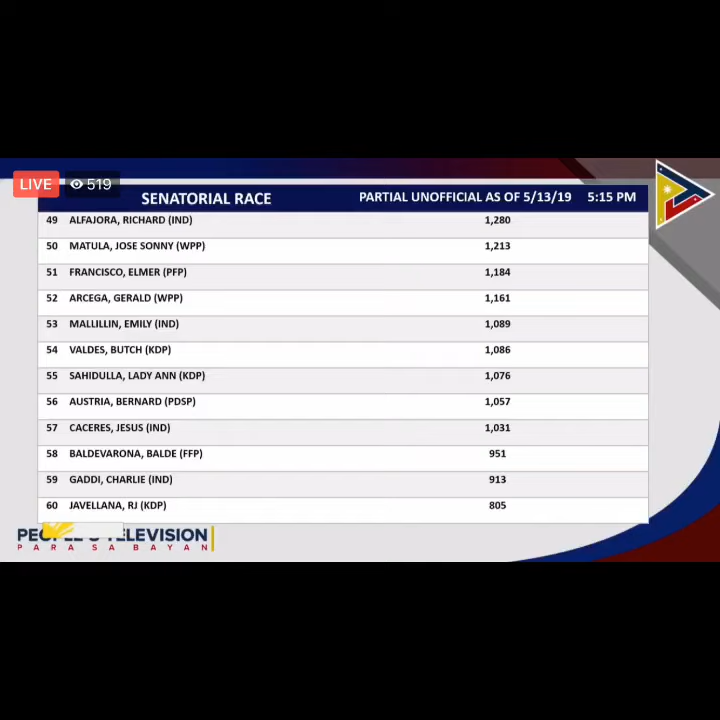 LIVE 519
SENATORIAL RACE PARTIAL UNOFFICIAL AS OF 5/13/19 5:15 PM
49 ALFAJORA, RICHARD (IND) 1,280
50 MATULA, JOSE SONNY (WPP) 1,213
51 FRANCISCO, ELMER (PFP) 1,184
52 ARCEGA, GERALD (WPP) 1,161
53 MALLILLIN, EMILY (IND) 1,089
54 VALDES, BUTCH (KDP) 1,086
55 SAHIDULLA, LADY ANN (KDP) 1,076
56 AUSTRIA, BERNARD (PDSP) 1,057
57 CACERES, JESUS (IND) 1,031
58 BALDEVARONA, BALDE (FFP) 951
59 GADDI, CHARLIE (IND) 913
60 JAVELLANA, RJ (KDP) 805
PEOPLE'S TELEVISION
PARA SA BAYAN